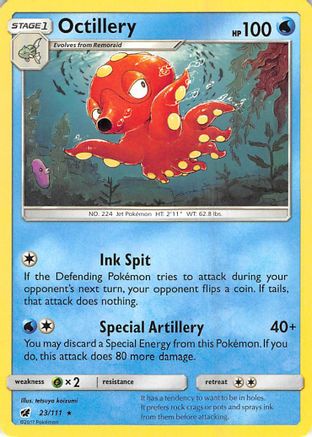 STAGE 1 Octillery HP 100
Evolves from Remoraid
NO. 224 Jet Pokémon HT: 2'11" WT: 62.8 lbs.
Ink Spit
If the Defending Pokémon tries to attack during your
opponent's next turn, your opponent flips a coin. If tails,
that attack does nothing.
Special Artillery 40+
You may discard a Special Energy from this Pokémon. If you
do, this attack does 80 more damage.
weakness ×2 resistance retreat
Illus. tetsuya koizumi
23/111 ★
©2017 Pokémon
It has a tendency to want to be in holes.
It prefers rock crags or pots and sprays ink
from them before attacking.